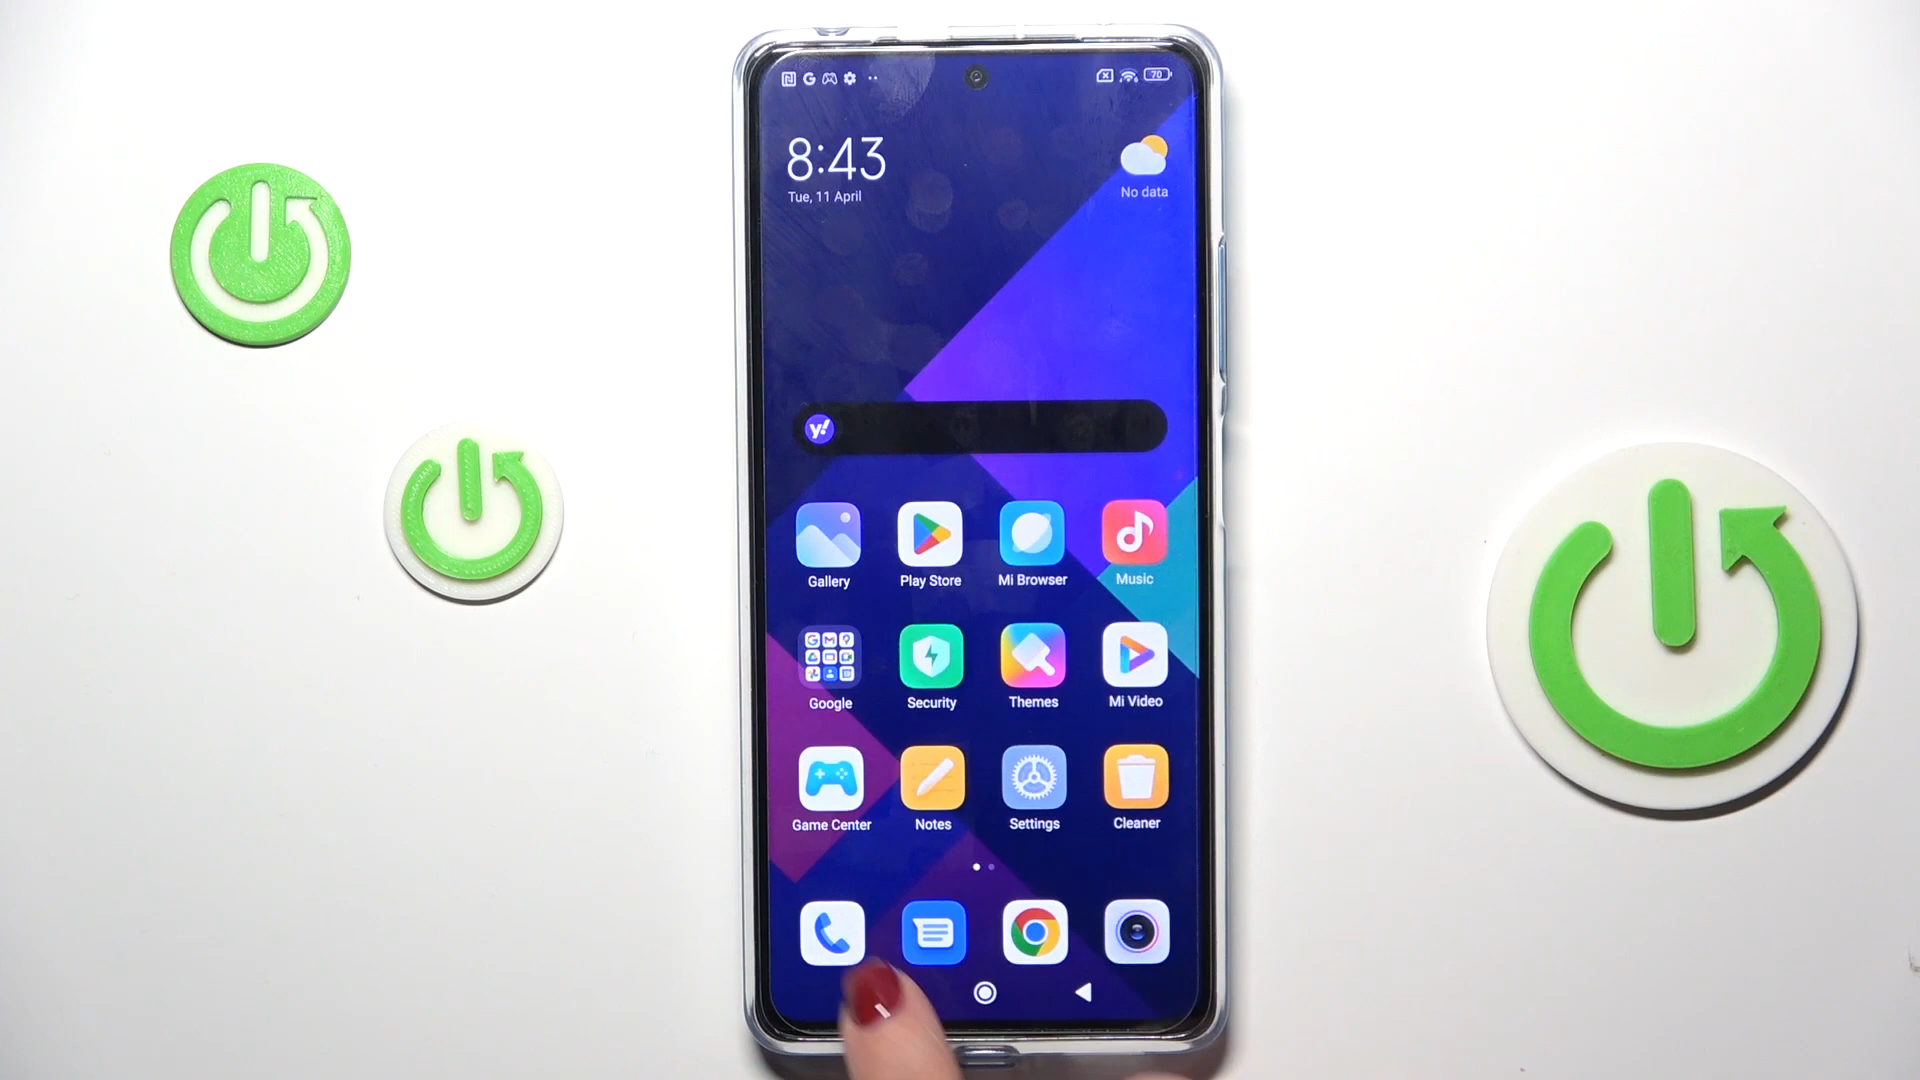 70
8:43
Tue, 11 April
No data
y!
Gallery
Play Store
Mi Browser
Music
Google
Security
Themes
Mi Video
Game Center
Notes
Settings
Cleaner